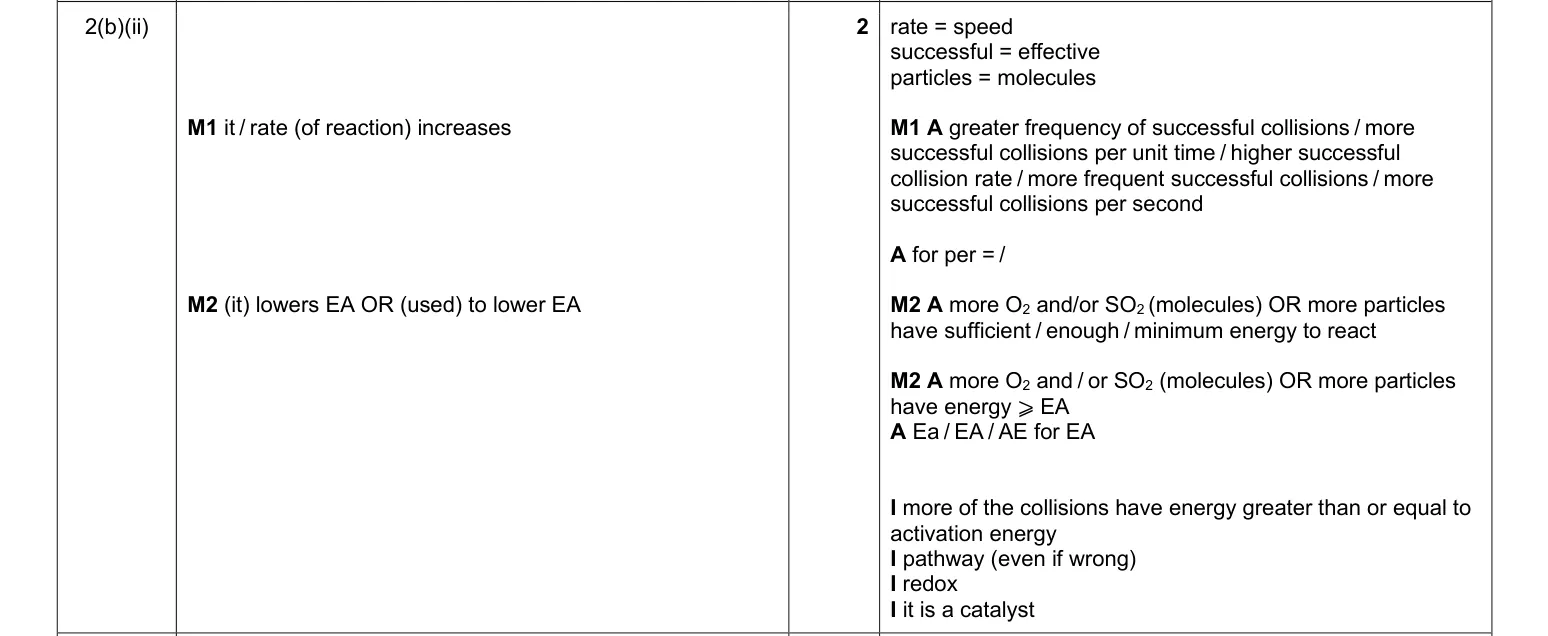 2(b)(ii)
M1 it / rate (of reaction) increases
M2 (it) lowers EA OR (used) to lower EA
2
rate = speed
successful = effective
particles = molecules
M1 A greater frequency of successful collisions / more
successful collisions per unit time / higher successful
collision rate / more frequent successful collisions / more
successful collisions per second
A for per = /
M2 A more O₂ and/or SO₂ (molecules) OR more particles
have sufficient / enough / minimum energy to react
M2 A more O₂ and / or SO₂ (molecules) OR more particles
have energy ⩾ EA
A Ea / EA / AE for EA
I more of the collisions have energy greater than or equal to
activation energy
I pathway (even if wrong)
I redox
I it is a catalyst